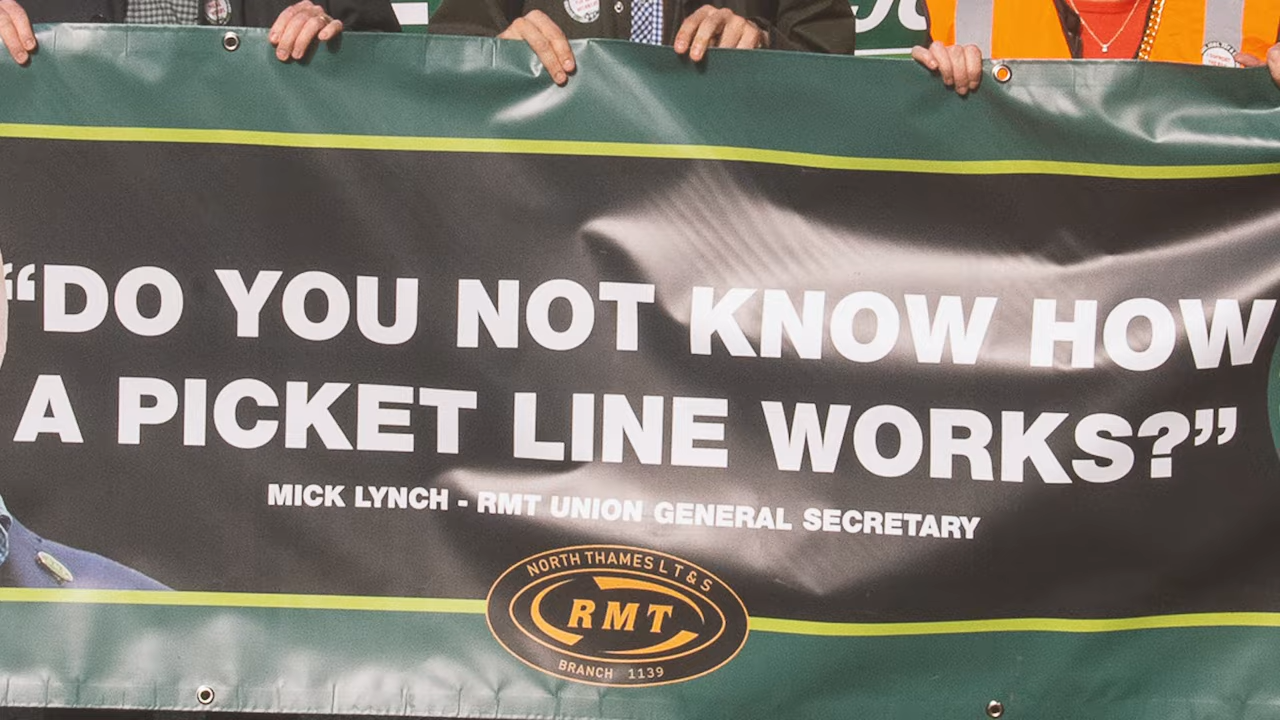 “DO YOU NOT KNOW HOW
A PICKET LINE WORKS?”
MICK LYNCH - RMT UNION GENERAL SECRETARY
NORTH THAMES L T & S
RMT
BRANCH 1139